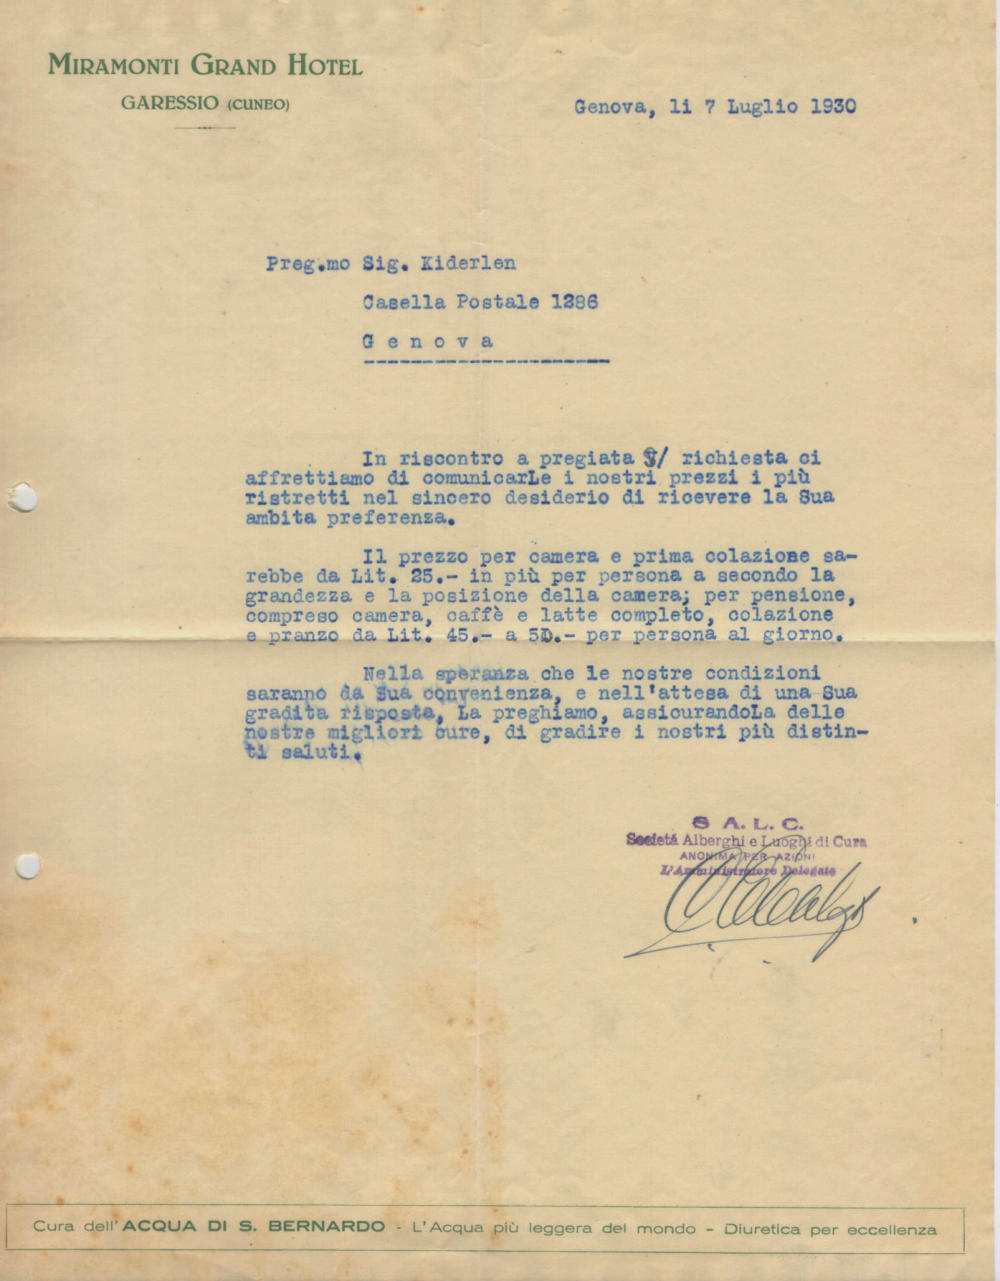 MIRAMONTI GRAND HOTEL
GARESSIO (CUNEO)
Genova, li 7 Luglio 1930
Preg.mo Sig. Kiderlen
Casella Postale 1286
G e n o v a
In riscontro a pregiata S/ richiesta ci
affrettiamo di comunicarLe i nostri prezzi i più
ristretti nel sincero desiderio di ricevere la Sua
ambita preferenza.
Il prezzo per camera e prima colazione sa-
rebbe da Lit. 25.- in più per persona a secondo la
grandezza e la posizione della camera; per pensione,
compreso camera, caffè e latte completo, colazione
e pranzo da Lit. 45.- a 50.- per persona al giorno.
Nella speranza che le nostre condizioni
saranno da Sua convenienza, e nell'attesa di una Sua
gradita risposta, La preghiamo, assicurandoLa delle
nostre migliori cure, di gradire i nostri più distin-
ti saluti.
S A. L. C.
Società Alberghi e Luoghi di Cura
ANONIMA PER AZIONI
L'Amministratore Delegato
Cura dell'ACQUA DI S. BERNARDO - L'Acqua più leggera del mondo - Diuretica per eccellenza